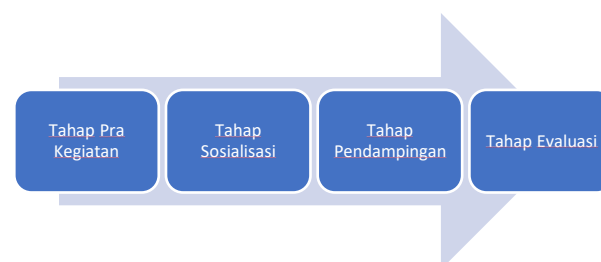 Tahap Pra
Kegiatan
Tahap
Sosialisasi
Tahap
Pendampingan
Tahap Evaluasi